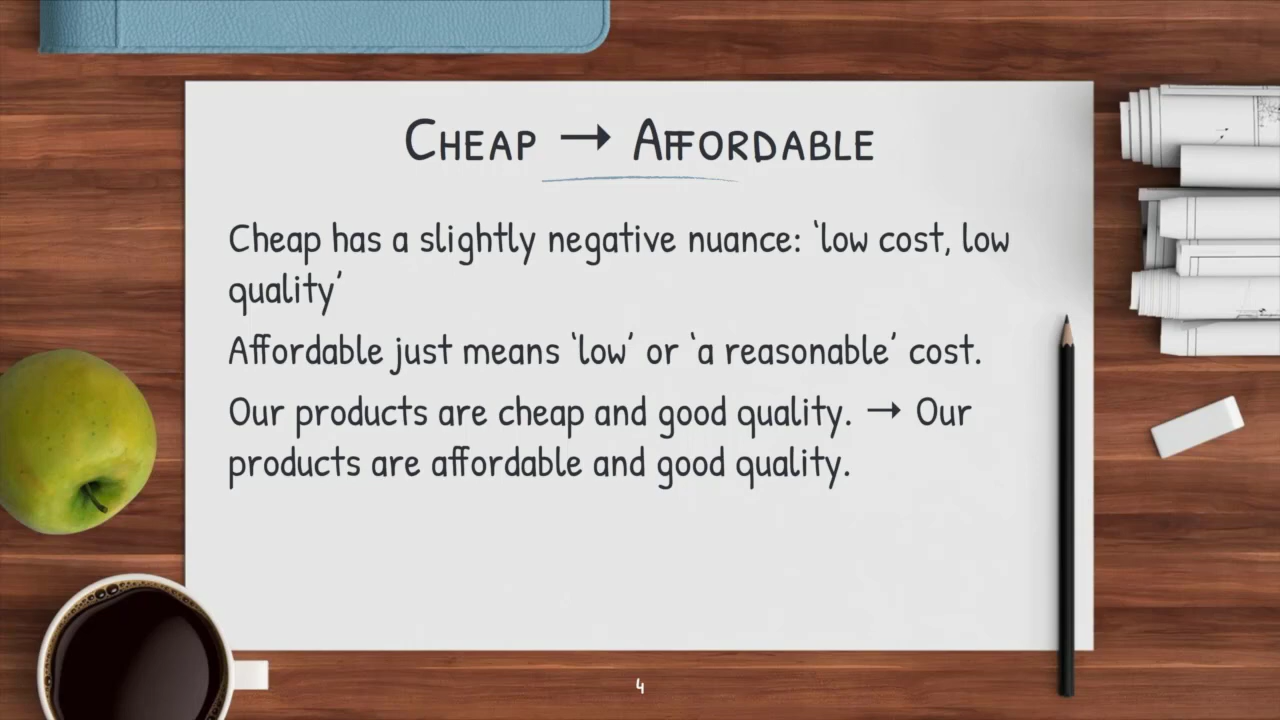 Cheap → Affordable
Cheap has a slightly negative nuance: ‘low cost, low
quality’
Affordable just means ‘low’ or ‘a reasonable’ cost.
Our products are cheap and good quality. → Our
products are affordable and good quality.
4